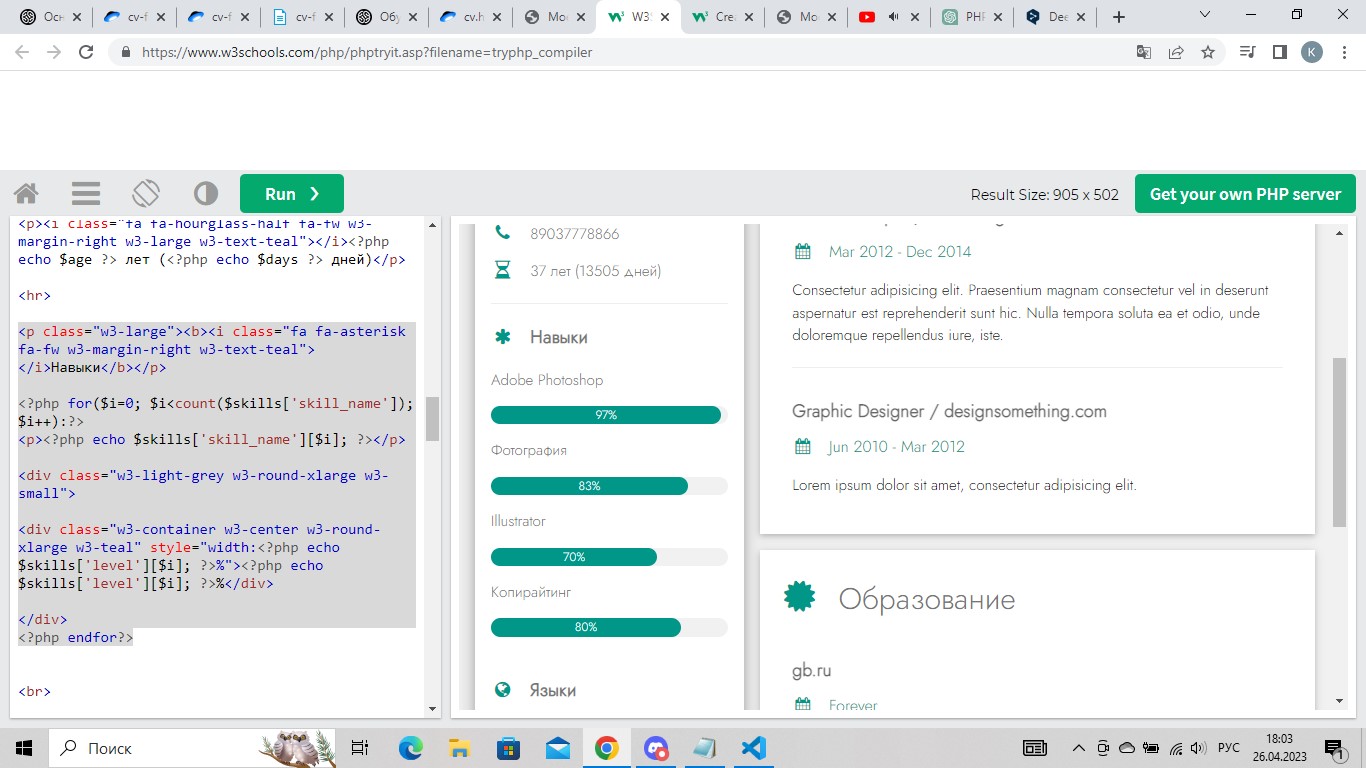 Осн
cv-f
cv-f
cv-f
Обу
cv.h
Мо
W3
Crea
Мо
PHP
Dee
https://www.w3schools.com/php/phptryit.asp?filename=tryphp_compiler
K
Run ❯
Result Size: 905 x 502
Get your own PHP server
<p><i class="fa fa-hourglass-half fa-fw w3-
margin-right w3-large w3-text-teal"></i><?php
echo $age ?> лет (<?php echo $days ?> дней)</p>
<hr>
<p class="w3-large"><b><i class="fa fa-asterisk
fa-fw w3-margin-right w3-text-teal">
</i>Навыки</b></p>
<?php for($i=0; $i<count($skills['skill_name']);
$i++):?>
<p><?php echo $skills['skill_name'][$i]; ?></p>
<div class="w3-light-grey w3-round-xlarge w3-
small">
<div class="w3-container w3-center w3-round-
xlarge w3-teal" style="width:<?php echo
$skills['level'][$i]; ?>%"><?php echo
$skills['level'][$i]; ?>%</div>
</div>
<?php endfor?>
<br>
89037778866
37 лет (13505 дней)
Навыки
Adobe Photoshop
97%
Фотография
83%
Illustrator
70%
Копирайтинг
80%
Языки
Mar 2012 - Dec 2014
Consectetur adipisicing elit. Praesentium magnam consectetur vel in deserunt
aspernatur est reprehenderit sunt hic. Nulla tempora soluta ea et odio, unde
doloremque repellendus iure, iste.
Graphic Designer / designsomething.com
Jun 2010 - Mar 2012
Lorem ipsum dolor sit amet, consectetur adipisicing elit.
Образование
gb.ru
Forever
Поиск
РУС
18:03
26.04.2023
1